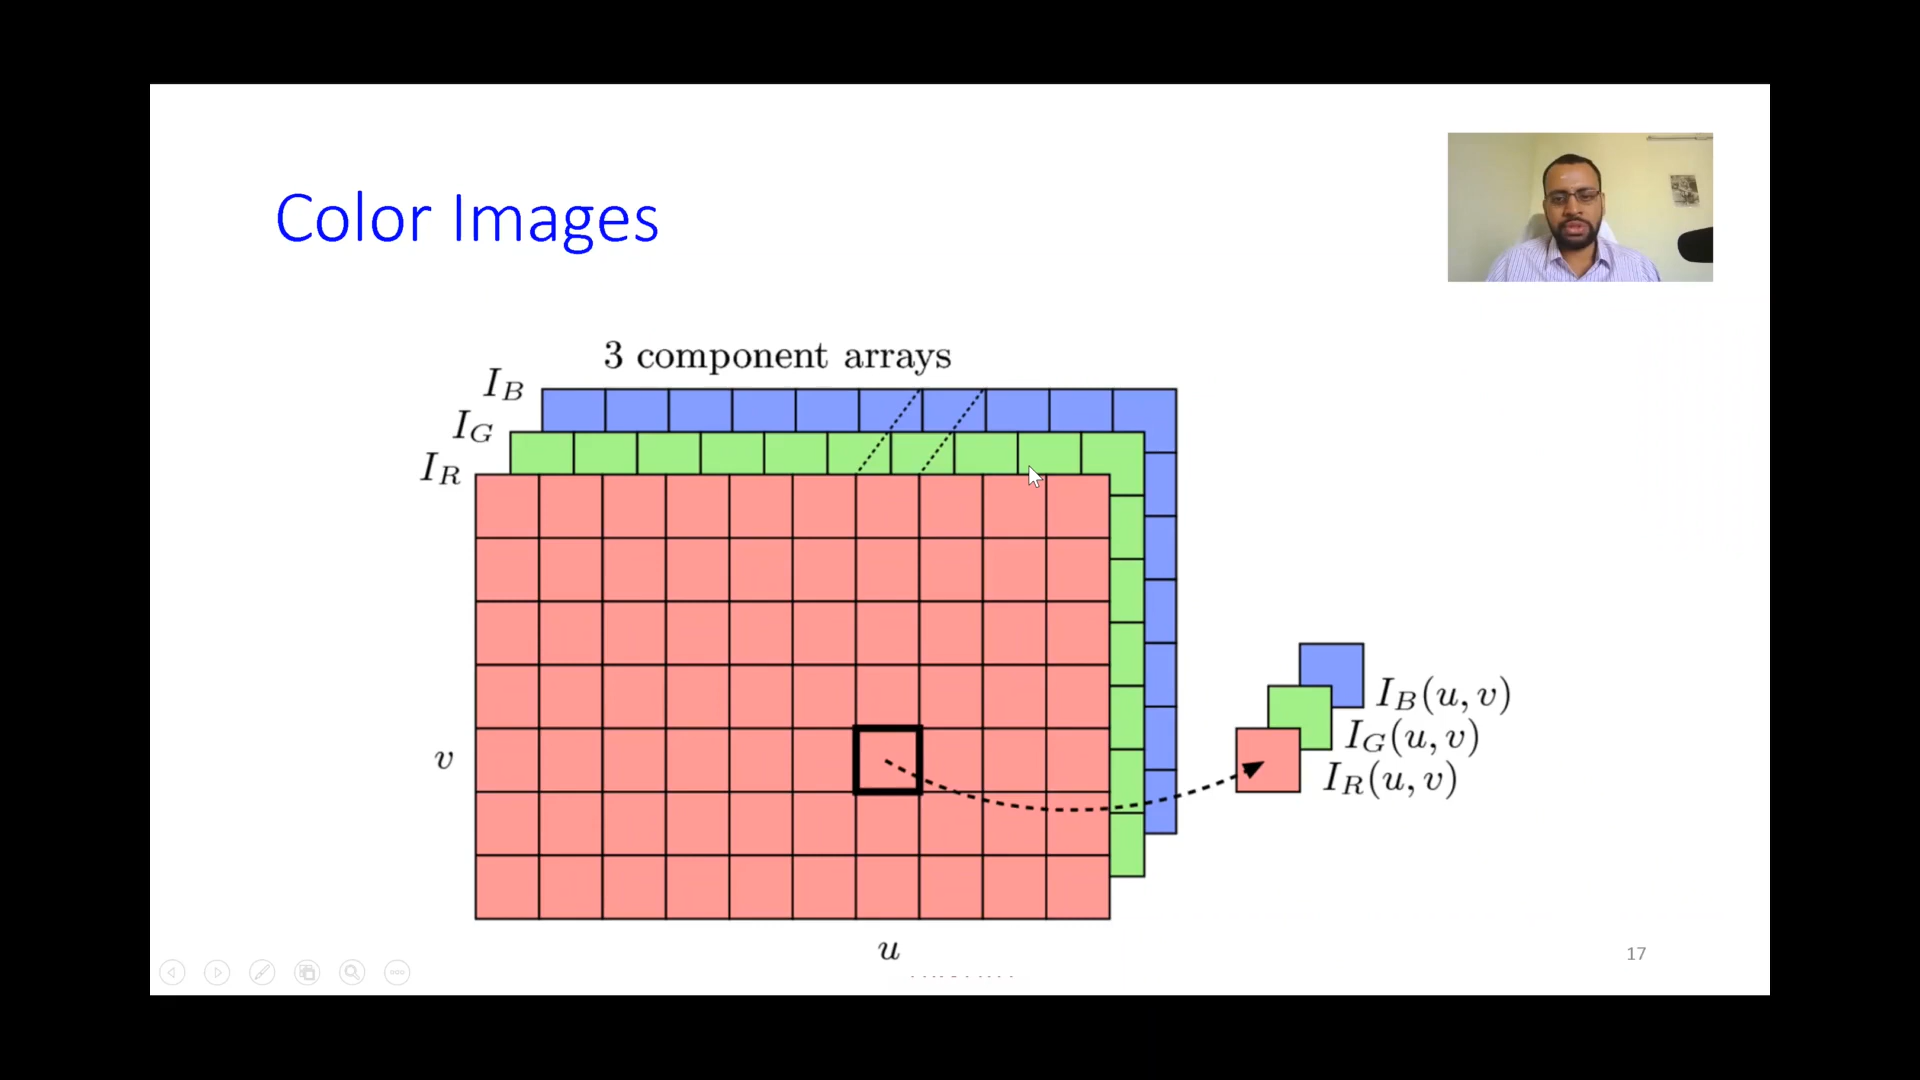 Color Images
3 component arrays
I_B
I_G
I_R
I_B(u, v)
I_G(u, v)
v
I_R(u, v)
u
17